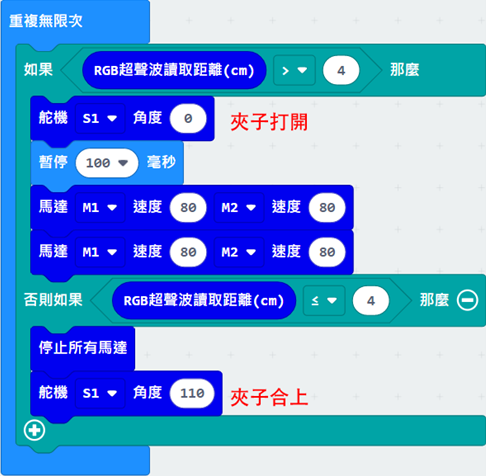 重複無限次
如果 RGB超聲波讀取距離(cm) > 4 那麼
舵機 S1 角度 0 夾子打開
暫停 100 毫秒
馬達 M1 速度 80 M2 速度 80
馬達 M1 速度 80 M2 速度 80
否則如果 RGB超聲波讀取距離(cm) ≤ 4 那麼
停止所有馬達
舵機 S1 角度 110 夾子合上